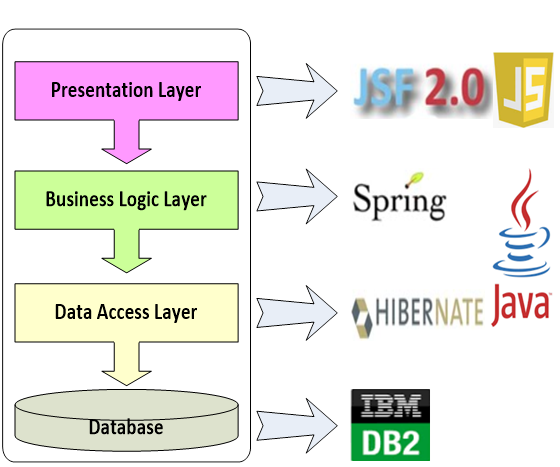 Presentation Layer
JSF 2.0
JS
Business Logic Layer
Spring
Data Access Layer
HIBERNATE
Java
Database
IBM
DB2